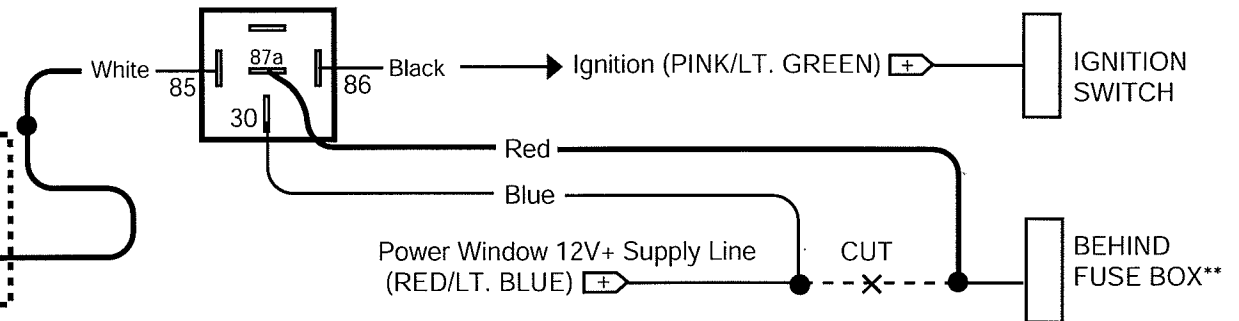 87a
White
85
86
Black
Ignition (PINK/LT. GREEN) +
IGNITION
SWITCH
30
Red
Blue
Power Window 12V+ Supply Line
(RED/LT. BLUE) +
CUT
BEHIND
FUSE BOX**